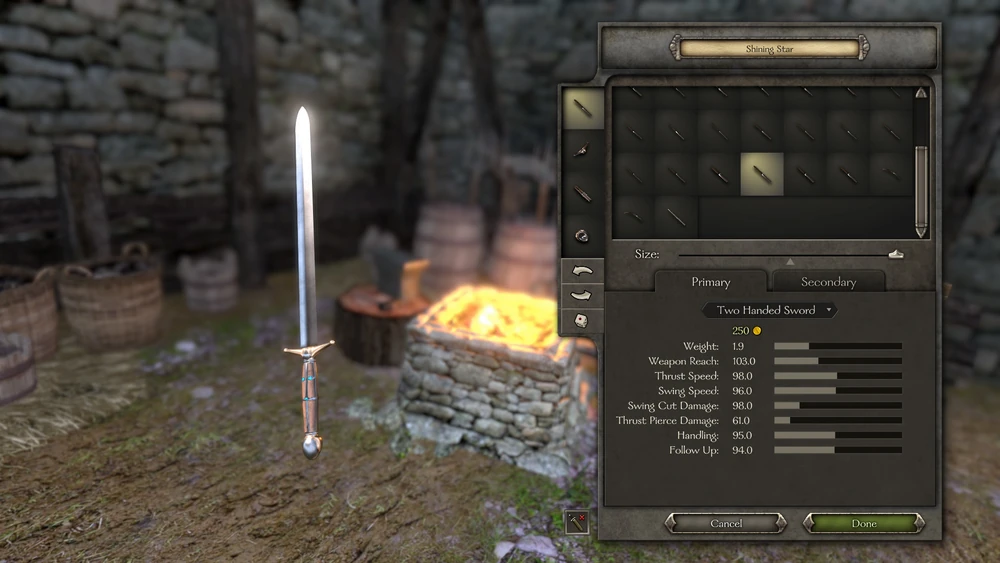 Shining Star
Size:
Primary
Secondary
Two Handed Sword
250
Weight: 1.9
Weapon Reach: 103.0
Thrust Speed: 98.0
Swing Speed: 96.0
Swing Cut Damage: 98.0
Thrust Pierce Damage: 61.0
Handling: 95.0
Follow Up: 94.0
Cancel
Done